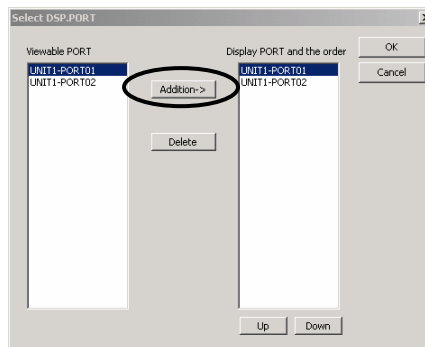 Select DSP.PORT
Viewable PORT
Display PORT and the order
OK
Cancel
UNIT1-PORT01
UNIT1-PORT02
Addition->
Delete
UNIT1-PORT01
UNIT1-PORT02
Up
Down